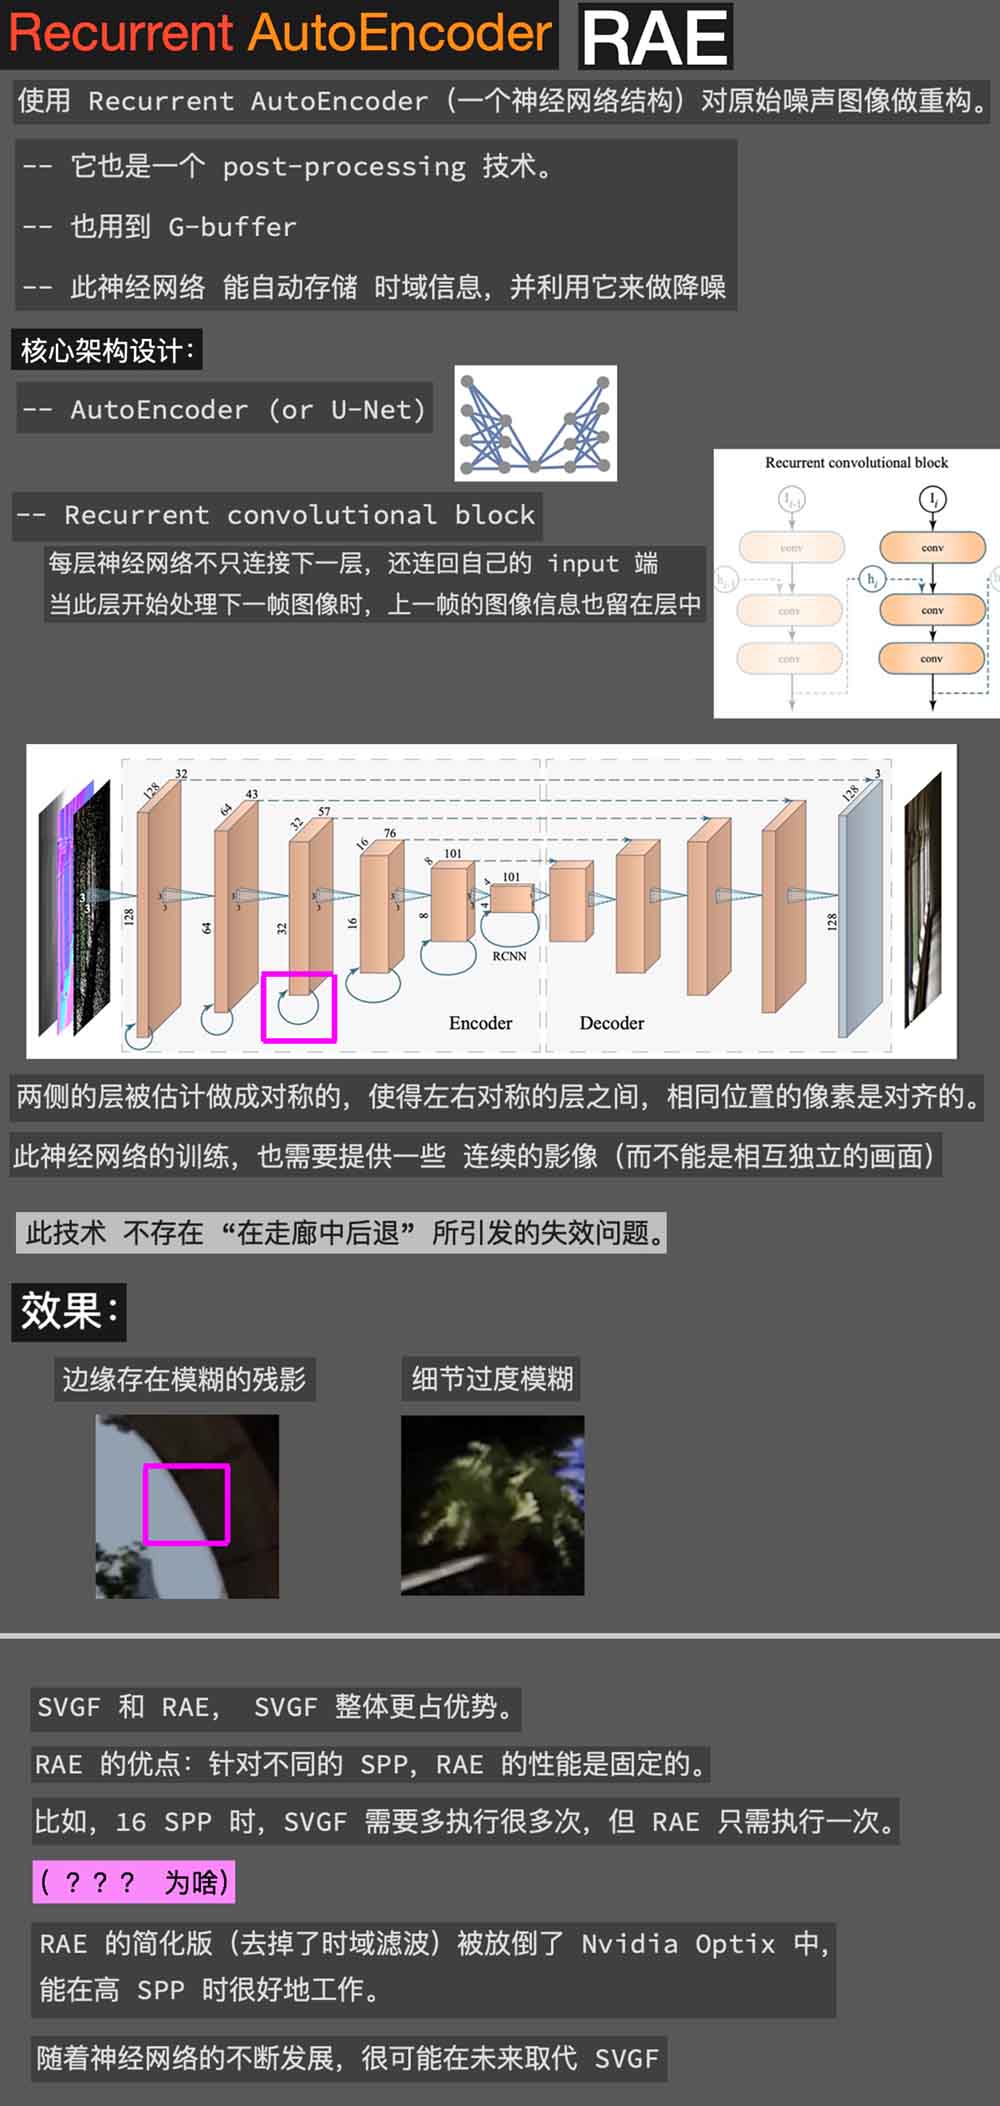 Recurrent AutoEncoder RAE
使用 Recurrent AutoEncoder（一个神经网络结构）对原始噪声图像做重构。
-- 它也是一个 post-processing 技术。
-- 也用到 G-buffer
-- 此神经网络 能自动存储 时域信息，并利用它来做降噪
核心架构设计：
-- AutoEncoder (or U-Net)
Recurrent convolutional block
I i-1 I i
conv conv
h i-1 h i h
conv conv
conv conv
-- Recurrent convolutional block
每层神经网络不只连接下一层，还连回自己的 input 端
当此层开始处理下一帧图像时，上一帧的图像信息也留在层中
128 32 64 43 32 57 16 76 8 101 4 101 128 3
3 3 3 3 3 3 3 3 3 3
128 64 32 16 8 4 128
RCNN
Encoder Decoder
两侧的层被估计做成对称的，使得左右对称的层之间，相同位置的像素是对齐的。
此神经网络的训练，也需要提供一些 连续的影像（而不能是相互独立的画面）
此技术 不存在 “在走廊中后退” 所引发的失效问题。
效果：
边缘存在模糊的残影 细节过度模糊
SVGF 和 RAE， SVGF 整体更占优势。
RAE 的优点：针对不同的 SPP，RAE 的性能是固定的。
比如，16 SPP 时，SVGF 需要多执行很多次，但 RAE 只需执行一次。
( ？？？ 为啥）
RAE 的简化版（去掉了时域滤波）被放倒了 Nvidia Optix 中，
能在高 SPP 时很好地工作。
随着神经网络的不断发展，很可能在未来取代 SVGF